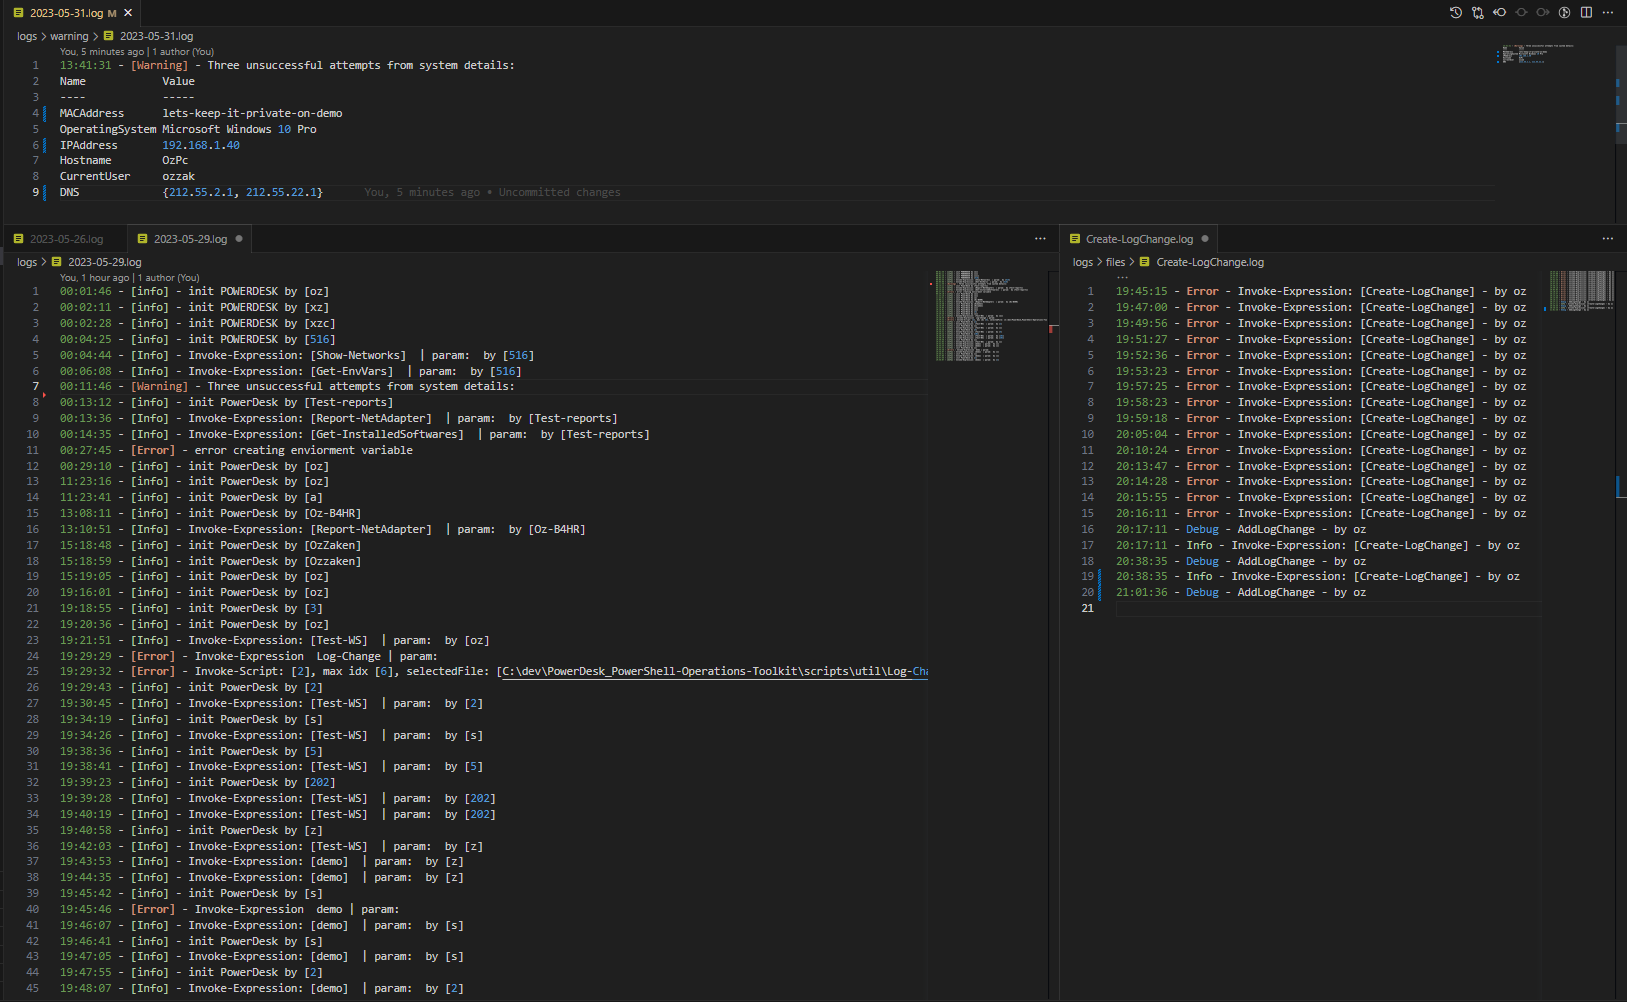 2023-05-31.log M
logs > warning > 2023-05-31.log
You, 5 minutes ago | 1 author (You)
1 13:41:31 - [Warning] - Three unsuccessful attempts from system details:
2 Name Value
3 ---- -----
4 MACAddress lets-keep-it-private-on-demo
5 OperatingSystem Microsoft Windows 10 Pro
6 IPAddress 192.168.1.40
7 Hostname OzPc
8 CurrentUser ozzak
9 DNS {212.55.2.1, 212.55.22.1} You, 5 minutes ago • Uncommitted changes
2023-05-26.log 2023-05-29.log
logs > 2023-05-29.log
You, 1 hour ago | 1 author (You)
1 00:01:46 - [info] - init POWERDESK by [oz]
2 00:02:11 - [info] - init POWERDESK by [xz]
3 00:02:28 - [info] - init POWERDESK by [xzc]
4 00:04:25 - [info] - init POWERDESK by [516]
5 00:04:44 - [Info] - Invoke-Expression: [Show-Networks] | param: by [516]
6 00:06:08 - [Info] - Invoke-Expression: [Get-EnvVars] | param: by [516]
7 00:11:46 - [Warning] - Three unsuccessful attempts from system details:
8 00:13:12 - [info] - init PowerDesk by [Test-reports]
9 00:13:36 - [Info] - Invoke-Expression: [Report-NetAdapter] | param: by [Test-reports]
10 00:14:35 - [Info] - Invoke-Expression: [Get-InstalledSoftwares] | param: by [Test-reports]
11 00:27:45 - [Error] - error creating enviorment variable
12 00:29:10 - [info] - init PowerDesk by [oz]
13 11:23:16 - [info] - init PowerDesk by [oz]
14 11:23:41 - [info] - init PowerDesk by [a]
15 13:08:11 - [info] - init PowerDesk by [Oz-B4HR]
16 13:10:51 - [Info] - Invoke-Expression: [Report-NetAdapter] | param: by [Oz-B4HR]
17 15:18:48 - [info] - init PowerDesk by [OzZaken]
18 15:18:59 - [info] - init PowerDesk by [Ozzaken]
19 15:19:05 - [info] - init PowerDesk by [oz]
20 19:16:01 - [info] - init PowerDesk by [oz]
21 19:18:55 - [info] - init PowerDesk by [3]
22 19:20:36 - [info] - init PowerDesk by [oz]
23 19:21:51 - [Info] - Invoke-Expression: [Test-WS] | param: by [oz]
24 19:29:29 - [Error] - Invoke-Expression Log-Change | param:
25 19:29:32 - [Error] - Invoke-Script: [2], max idx [6], selectedFile: [C:\dev\PowerDesk_PowerShell-Operations-Toolkit\scripts\util\Log-Cha
26 19:29:43 - [info] - init PowerDesk by [2]
27 19:30:45 - [Info] - Invoke-Expression: [Test-WS] | param: by [2]
28 19:34:19 - [info] - init PowerDesk by [s]
29 19:34:26 - [Info] - Invoke-Expression: [Test-WS] | param: by [s]
30 19:38:36 - [info] - init PowerDesk by [5]
31 19:38:41 - [Info] - Invoke-Expression: [Test-WS] | param: by [5]
32 19:39:23 - [info] - init PowerDesk by [202]
33 19:39:28 - [Info] - Invoke-Expression: [Test-WS] | param: by [202]
34 19:40:19 - [Info] - Invoke-Expression: [Test-WS] | param: by [202]
35 19:40:58 - [info] - init PowerDesk by [z]
36 19:42:03 - [Info] - Invoke-Expression: [Test-WS] | param: by [z]
37 19:43:53 - [Info] - Invoke-Expression: [demo] | param: by [z]
38 19:44:35 - [Info] - Invoke-Expression: [demo] | param: by [z]
39 19:45:42 - [info] - init PowerDesk by [s]
40 19:45:46 - [Error] - Invoke-Expression demo | param:
41 19:46:07 - [Info] - Invoke-Expression: [demo] | param: by [s]
42 19:46:41 - [info] - init PowerDesk by [s]
43 19:47:05 - [Info] - Invoke-Expression: [demo] | param: by [s]
44 19:47:55 - [info] - init PowerDesk by [2]
45 19:48:07 - [Info] - Invoke-Expression: [demo] | param: by [2]
Create-LogChange.log
logs > files > Create-LogChange.log
1 19:45:15 - Error - Invoke-Expression: [Create-LogChange] - by oz
2 19:47:00 - Error - Invoke-Expression: [Create-LogChange] - by oz
3 19:49:56 - Error - Invoke-Expression: [Create-LogChange] - by oz
4 19:51:27 - Error - Invoke-Expression: [Create-LogChange] - by oz
5 19:52:36 - Error - Invoke-Expression: [Create-LogChange] - by oz
6 19:53:23 - Error - Invoke-Expression: [Create-LogChange] - by oz
7 19:57:25 - Error - Invoke-Expression: [Create-LogChange] - by oz
8 19:58:23 - Error - Invoke-Expression: [Create-LogChange] - by oz
9 19:59:18 - Error - Invoke-Expression: [Create-LogChange] - by oz
10 20:05:04 - Error - Invoke-Expression: [Create-LogChange] - by oz
11 20:10:24 - Error - Invoke-Expression: [Create-LogChange] - by oz
12 20:13:47 - Error - Invoke-Expression: [Create-LogChange] - by oz
13 20:14:28 - Error - Invoke-Expression: [Create-LogChange] - by oz
14 20:15:55 - Error - Invoke-Expression: [Create-LogChange] - by oz
15 20:16:11 - Error - Invoke-Expression: [Create-LogChange] - by oz
16 20:17:11 - Debug - AddLogChange - by oz
17 20:17:11 - Info - Invoke-Expression: [Create-LogChange] - by oz
18 20:38:35 - Debug - AddLogChange - by oz
19 20:38:35 - Info - Invoke-Expression: [Create-LogChange] - by oz
20 21:01:36 - Debug - AddLogChange - by oz
21